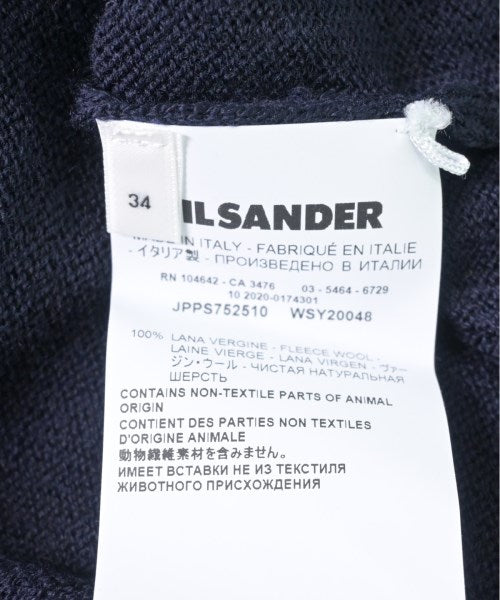 34
IL SANDER
MADE IN ITALY - FABRIQUÉ EN ITALIE
- イタリア製 - ПРОИЗВЕДЕНО В ИТАЛИИ
RN 104642 - CA 3476 03 - 5464 - 6729
10 2020-0174301
JPPS752510 WSY20048
100% LANA VERGINE - FLEECE WOOL -
LAINE VIERGE - LANA VIRGEN - ヴァー
ジン・ウール - ЧИСТАЯ НАТУРАЛЬНАЯ
ШЕРСТЬ
CONTAINS NON-TEXTILE PARTS OF ANIMAL
ORIGIN
CONTIENT DES PARTIES NON TEXTILES
D'ORIGINE ANIMALE
動物繊維素材を含みません。
ИМЕЕТ ВСТАВКИ НЕ ИЗ ТЕКСТИЛЯ
ЖИВОТНОГО ПРИСХОЖДЕНИЯ